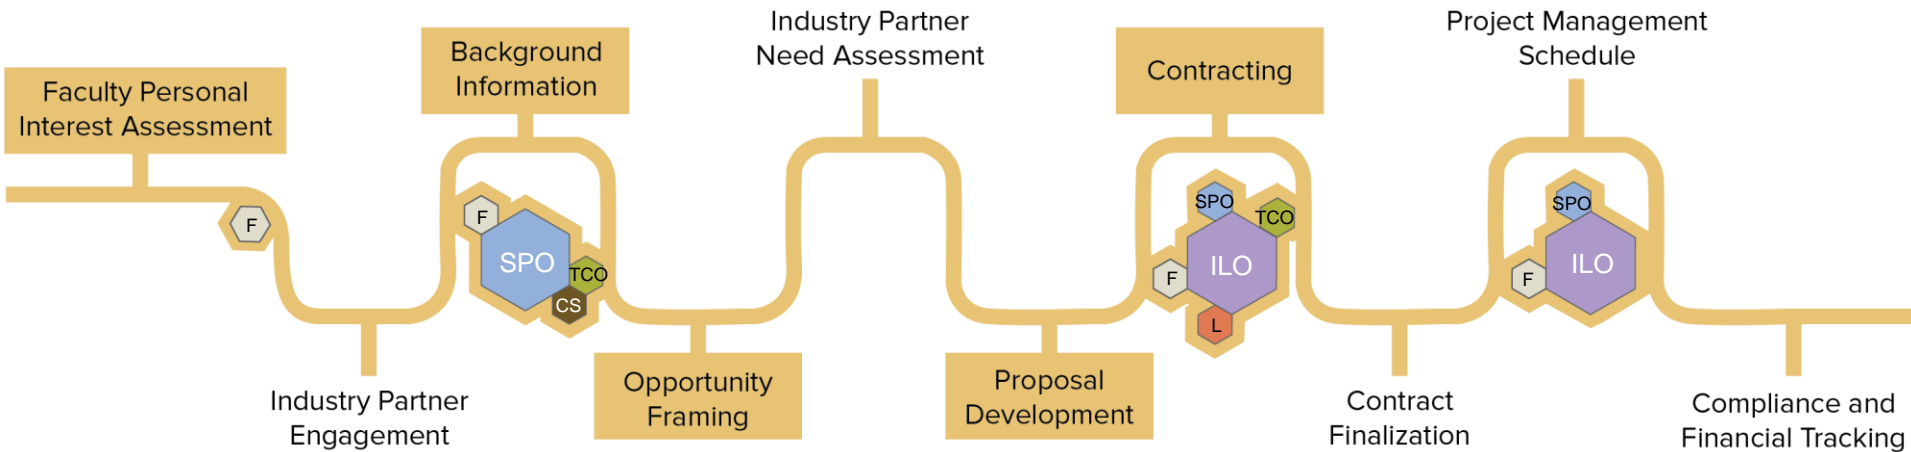 Faculty Personal
Interest Assessment
F
Industry Partner
Engagement
Background
Information
F
SPO
TCO
CS
Opportunity
Framing
Industry Partner
Need Assessment
Proposal
Development
Contracting
SPO
TCO
ILO
F
L
Contract
Finalization
Project Management
Schedule
SPO
ILO
F
Compliance and
Financial Tracking